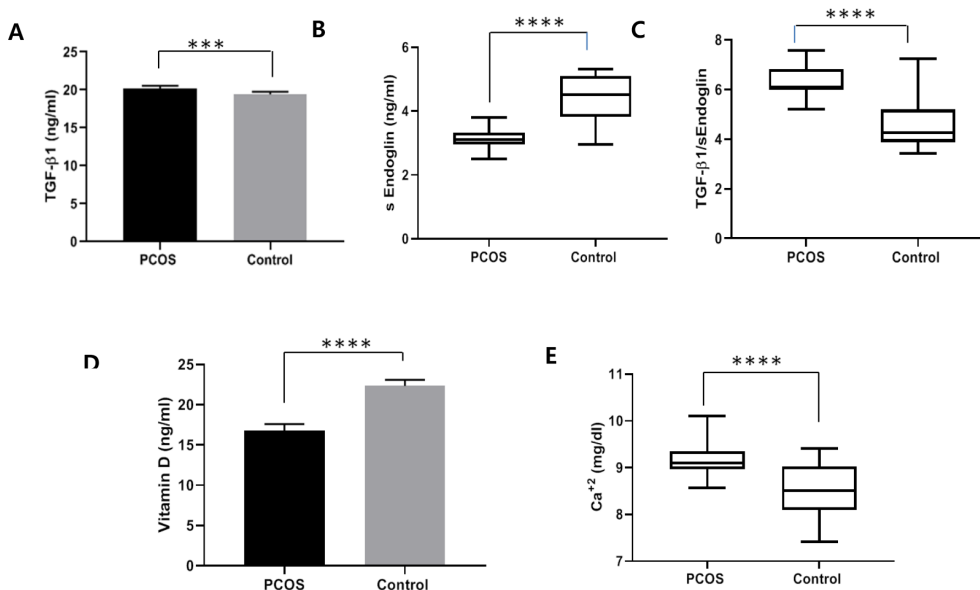 A
***
TGF-β1 (ng/ml)
25
20
15
10
5
0
PCOS
Control
B
****
s Endoglin (ng/ml)
6
4
2
0
PCOS
Control
C
****
TGF-β1/sEndoglin
8
6
4
2
0
PCOS
Control
D
****
Vitamin D (ng/ml)
25
20
15
10
5
0
PCOS
Control
E
****
Ca+2 (mg/dl)
11
10
9
8
7
PCOS
Control